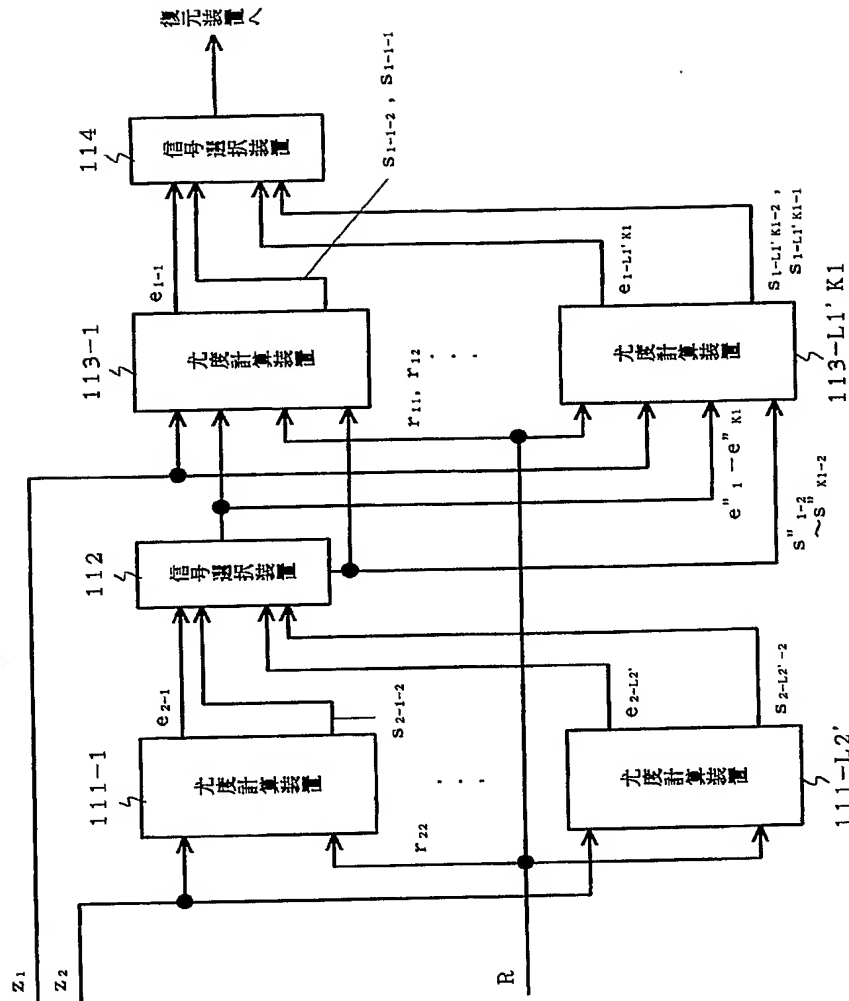 Z1
Z2
R
111-1
尤度計算装置
r22
e2-1
s2-1-2
111-L2'
尤度計算装置
e2-L2'
s2-L2'-2
112
信号選択装置
e"1-e"K1
s"1-2
~s"K1-2
113-1
尤度計算装置
r11, r12
e1-1
s1-1-2, s1-1-1
113-L1'K1
尤度計算装置
e1-L1'K1
s1-L1'K1-2,
s1-L1'K1-1
114
信号選択装置
復元装置へ